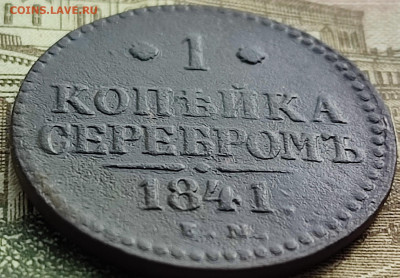 COINS.LAVE.RU
• 1 •
КОПѢЙКА
СЕРЕБРОМЪ
1841.